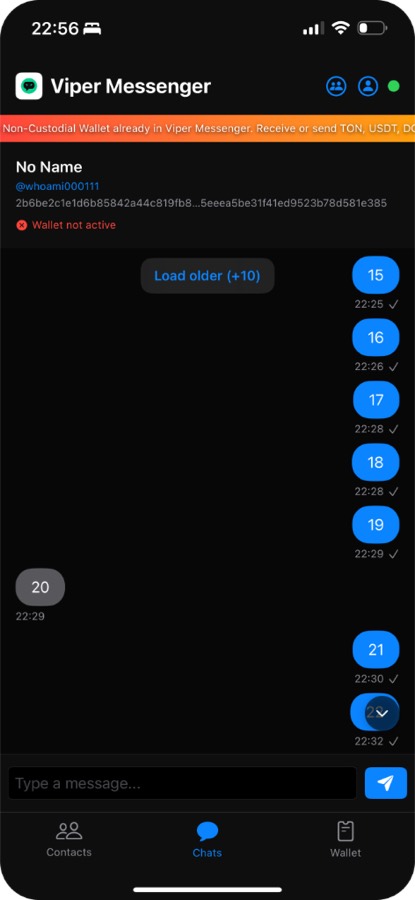 22:56
Viper Messenger
Non-Custodial Wallet already in Viper Messenger. Receive or send TON, USDT, DO
No Name
@whoami000111
2b6be2c1e1d6b85842a44c819fb8...5eeea5be31f41ed9523b78d581e385
Wallet not active
Load older (+10)
15
22:25
16
22:26
17
22:28
18
22:28
19
22:29
20
22:29
21
22:30
22
22:32
Type a message...
Contacts
Chats
Wallet